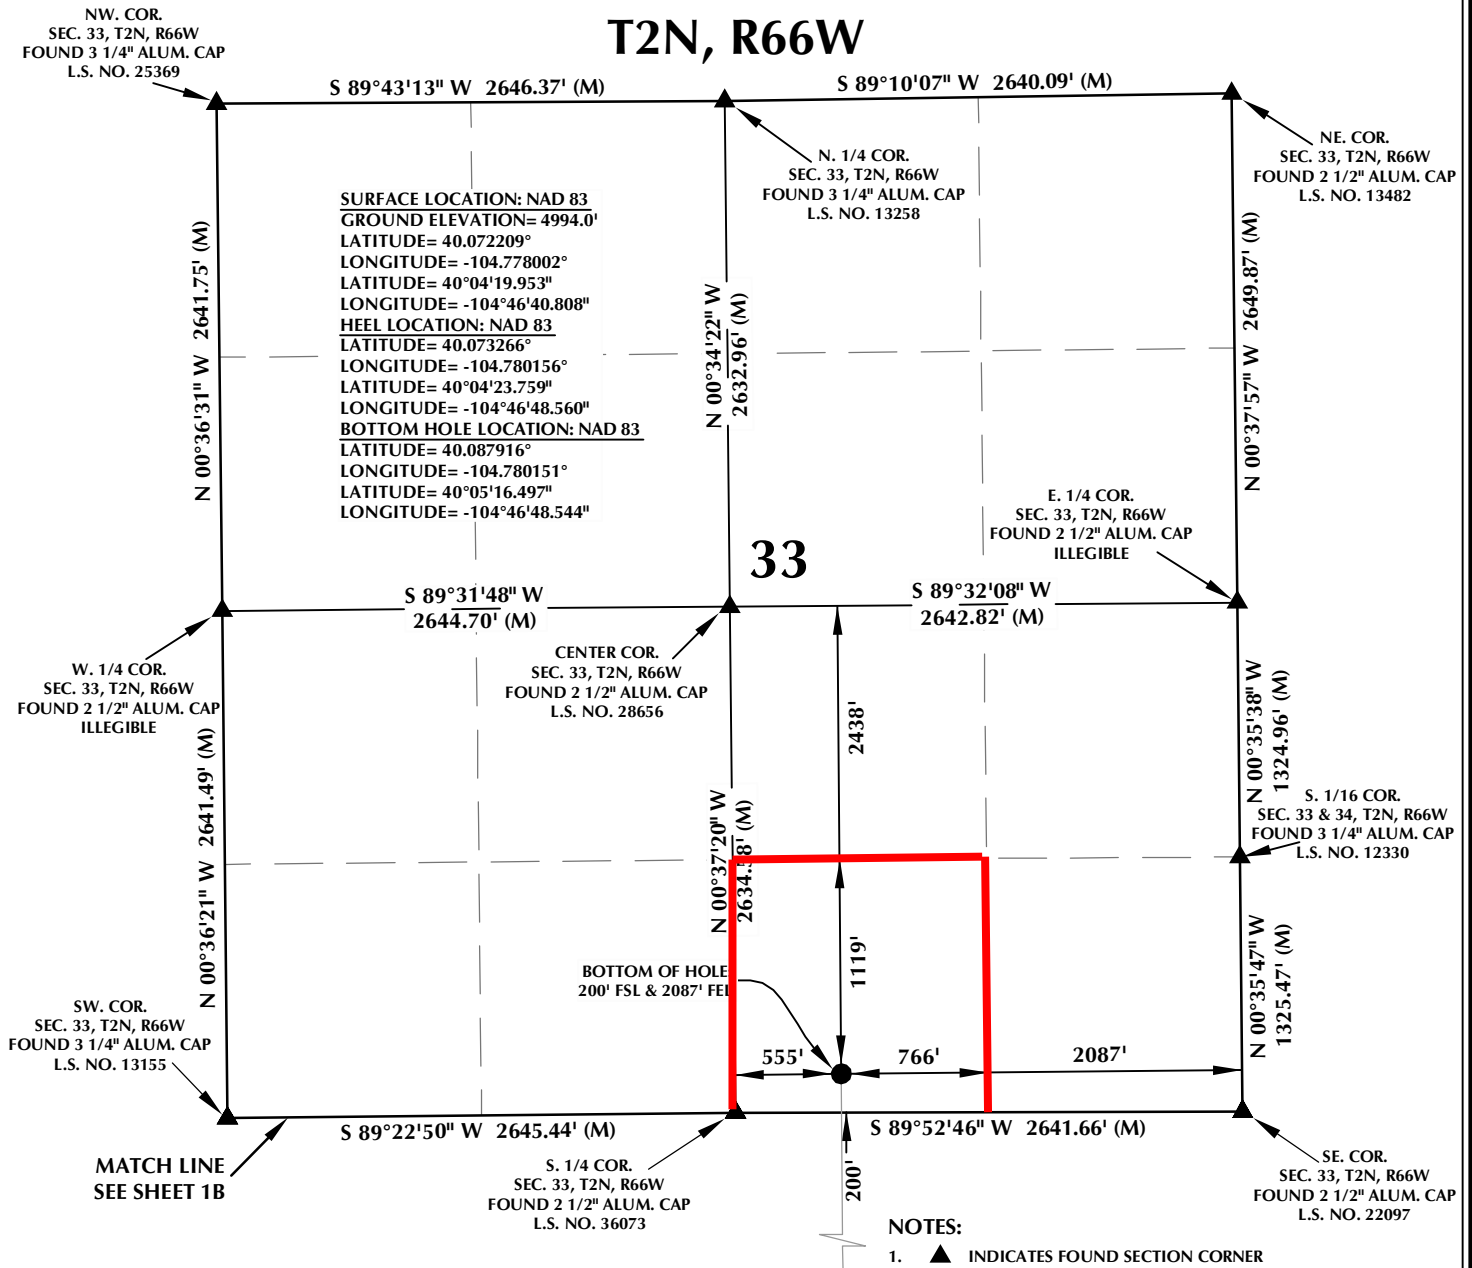 T2N, R66W
NW. COR.
SEC. 33, T2N, R66W
FOUND 3 1/4" ALUM. CAP
L.S. NO. 25369
S 89°43'13" W 2646.37' (M)
S 89°10'07" W 2640.09' (M)
N. 1/4 COR.
SEC. 33, T2N, R66W
FOUND 3 1/4" ALUM. CAP
L.S. NO. 13258
NE. COR.
SEC. 33, T2N, R66W
FOUND 2 1/2" ALUM. CAP
L.S. NO. 13482
SURFACE LOCATION: NAD 83
GROUND ELEVATION= 4994.0'
LATITUDE= 40.072209°
LONGITUDE= -104.778002°
LATITUDE= 40°04'19.953"
LONGITUDE= -104°46'40.808"
HEEL LOCATION: NAD 83
LATITUDE= 40.073266°
LONGITUDE= -104.780156°
LATITUDE= 40°04'23.759"
LONGITUDE= -104°46'48.560"
BOTTOM HOLE LOCATION: NAD 83
LATITUDE= 40.087916°
LONGITUDE= -104.780151°
LATITUDE= 40°05'16.497"
LONGITUDE= -104°46'48.544"
N 00°36'31" W 2641.75' (M)
N 00°34'22" W
2632.96' (M)
N 00°37'57" W 2649.87' (M)
E. 1/4 COR.
SEC. 33, T2N, R66W
FOUND 2 1/2" ALUM. CAP
ILLEGIBLE
33
S 89°31'48" W
2644.70' (M)
S 89°32'08" W
2642.82' (M)
W. 1/4 COR.
SEC. 33, T2N, R66W
FOUND 2 1/2" ALUM. CAP
ILLEGIBLE
CENTER COR.
SEC. 33, T2N, R66W
FOUND 2 1/2" ALUM. CAP
L.S. NO. 28656
2438'
N 00°35'38" W
1324.96' (M)
N 00°36'21" W 2641.49' (M)
N 00°37'20" W
2634.58' (M)
S. 1/16 COR.
SEC. 33 & 34, T2N, R66W
FOUND 3 1/4" ALUM. CAP
L.S. NO. 12330
1119'
BOTTOM OF HOLE
200' FSL & 2087' FEL
N 00°35'47" W
1325.47' (M)
SW. COR.
SEC. 33, T2N, R66W
FOUND 3 1/4" ALUM. CAP
L.S. NO. 13155
555'
766'
2087'
S 89°22'50" W 2645.44' (M)
S 89°52'46" W 2641.66' (M)
MATCH LINE
SEE SHEET 1B
S. 1/4 COR.
SEC. 33, T2N, R66W
FOUND 2 1/2" ALUM. CAP
L.S. NO. 36073
200'
SE. COR.
SEC. 33, T2N, R66W
FOUND 2 1/2" ALUM. CAP
L.S. NO. 22097
NOTES:
1. INDICATES FOUND SECTION CORNER